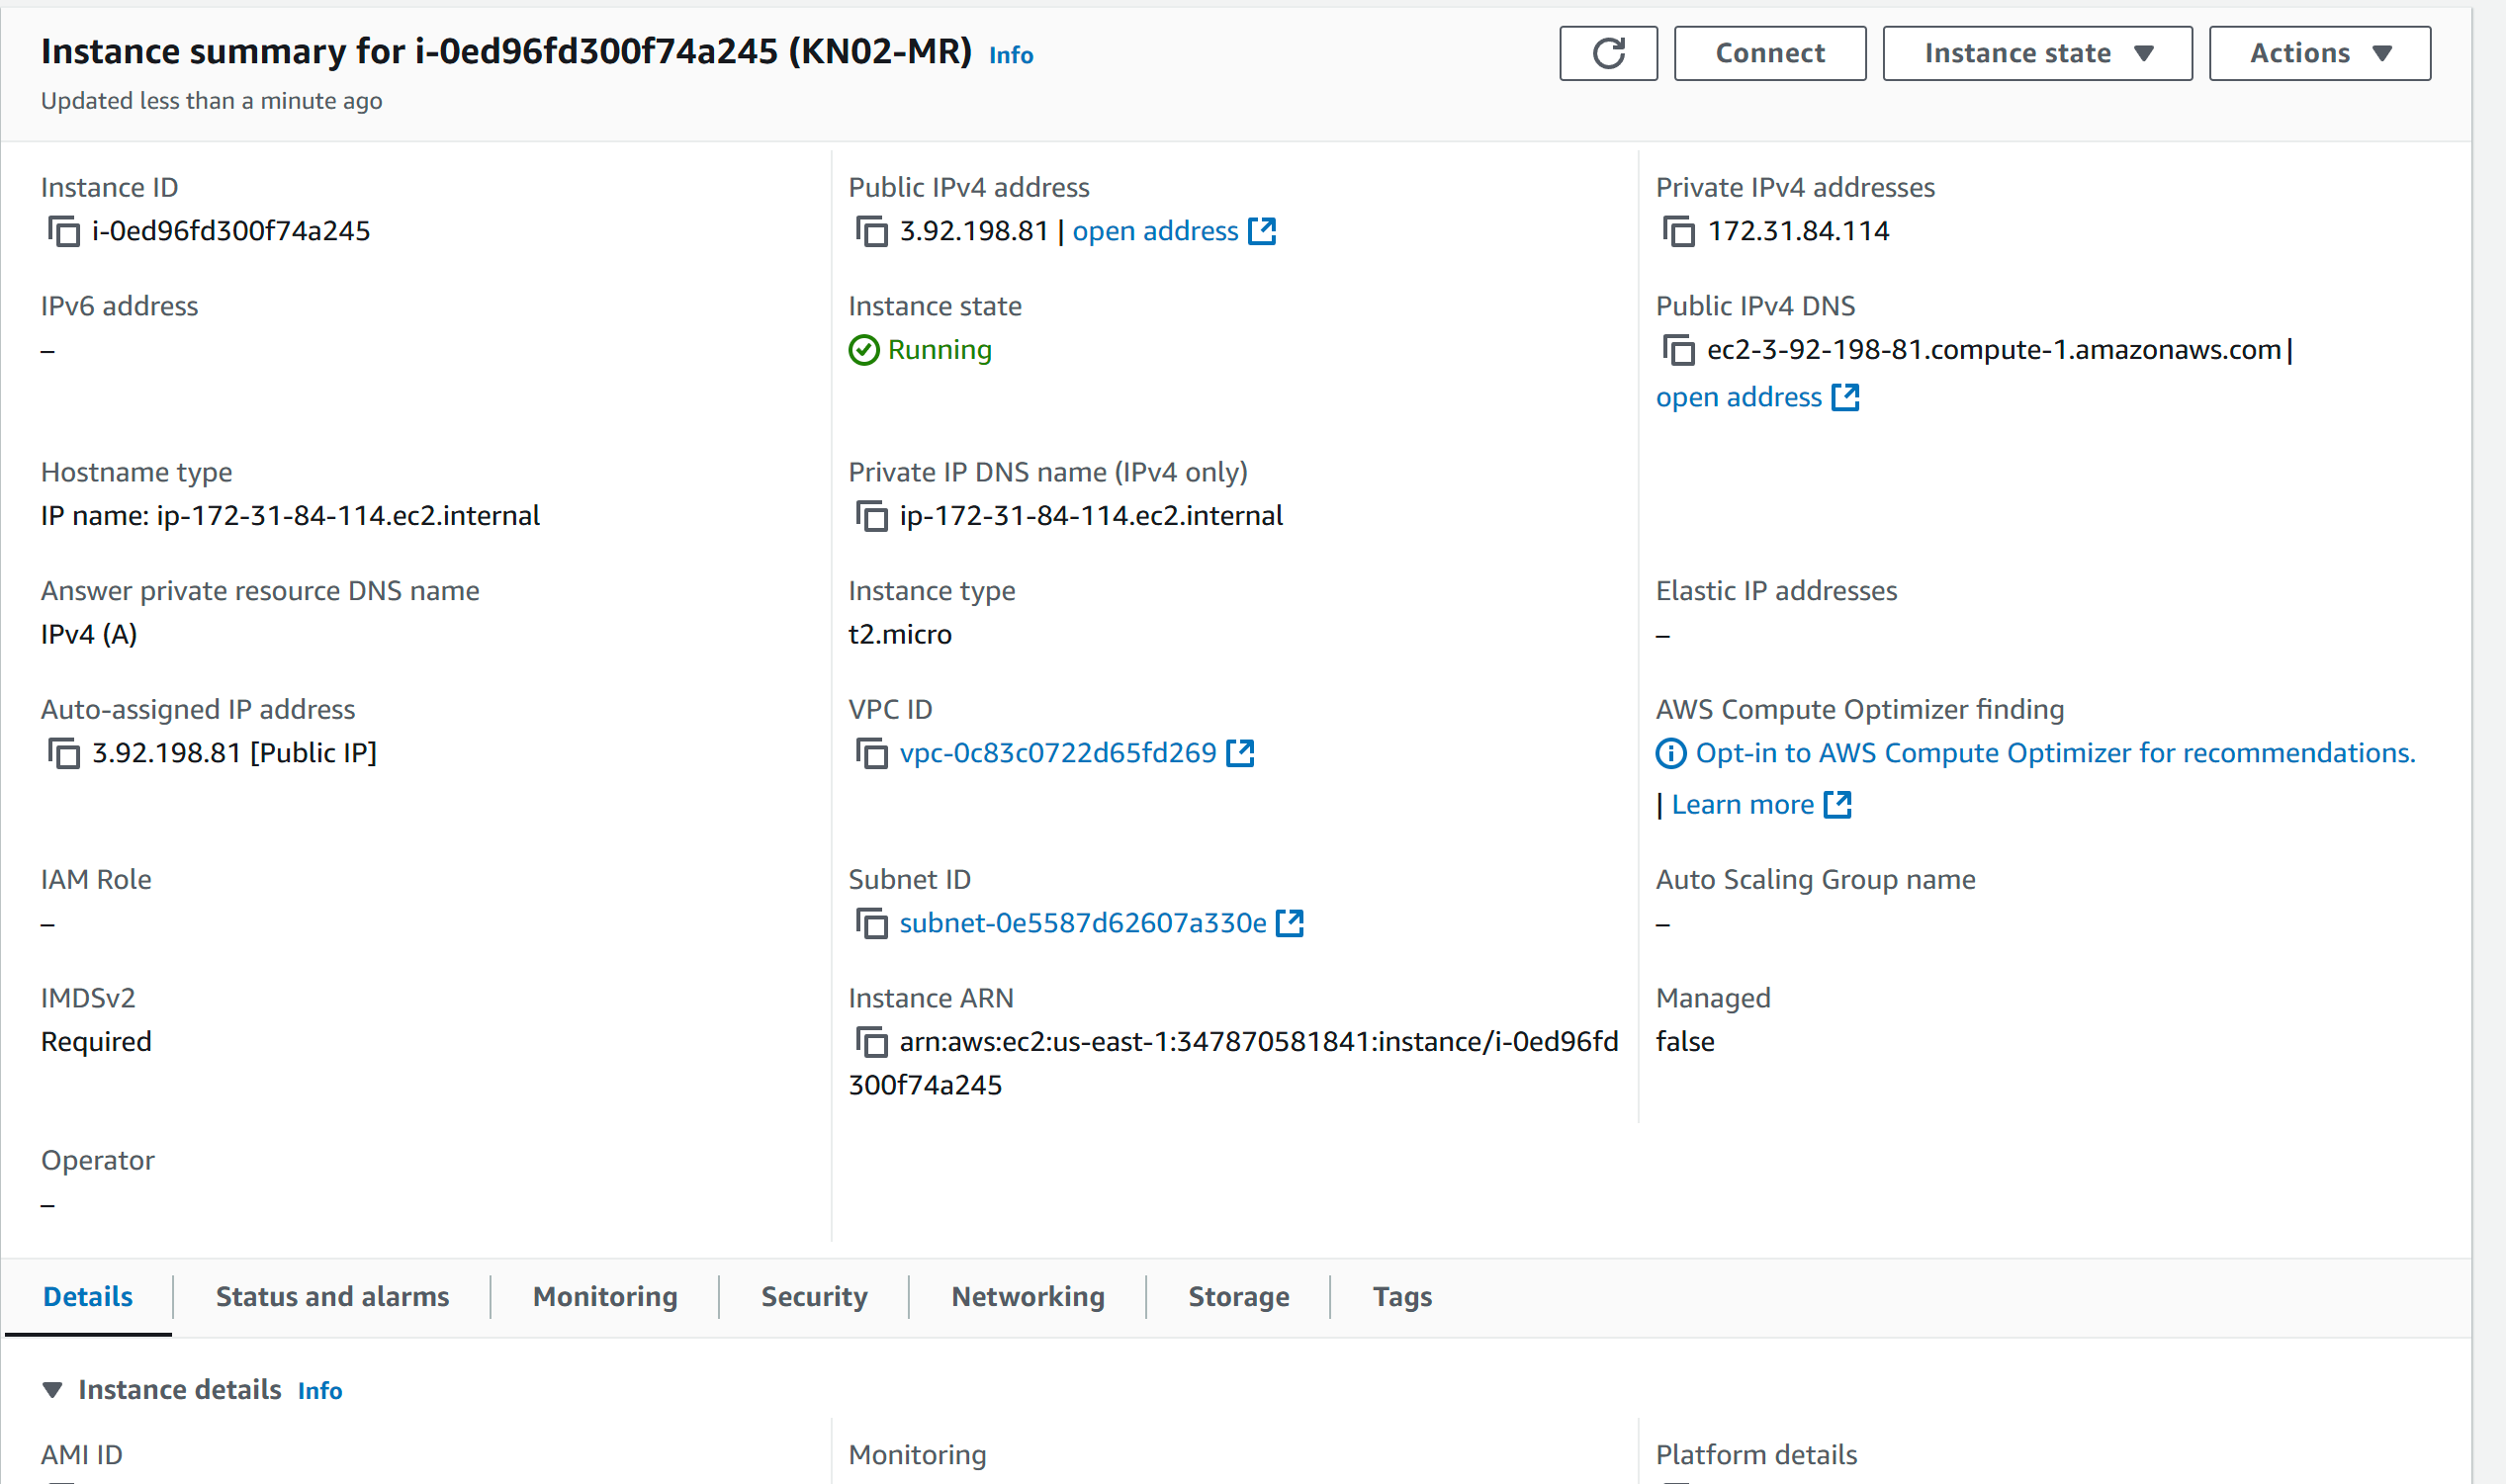 Instance summary for i-0ed96fd300f74a245 (KN02-MR) Info
Updated less than a minute ago
Connect
Instance state
Actions
Instance ID
i-0ed96fd300f74a245
Public IPv4 address
3.92.198.81 | open address
Private IPv4 addresses
172.31.84.114
IPv6 address
–
Instance state
Running
Public IPv4 DNS
ec2-3-92-198-81.compute-1.amazonaws.com |
open address
Hostname type
IP name: ip-172-31-84-114.ec2.internal
Private IP DNS name (IPv4 only)
ip-172-31-84-114.ec2.internal
Answer private resource DNS name
IPv4 (A)
Instance type
t2.micro
Elastic IP addresses
–
Auto-assigned IP address
3.92.198.81 [Public IP]
VPC ID
vpc-0c83c0722d65fd269
AWS Compute Optimizer finding
Opt-in to AWS Compute Optimizer for recommendations.
| Learn more
IAM Role
–
Subnet ID
subnet-0e5587d62607a330e
Auto Scaling Group name
–
IMDSv2
Required
Instance ARN
arn:aws:ec2:us-east-1:347870581841:instance/i-0ed96fd
300f74a245
Managed
false
Operator
–
Details
Status and alarms
Monitoring
Security
Networking
Storage
Tags
Instance details Info
AMI ID
Monitoring
Platform details